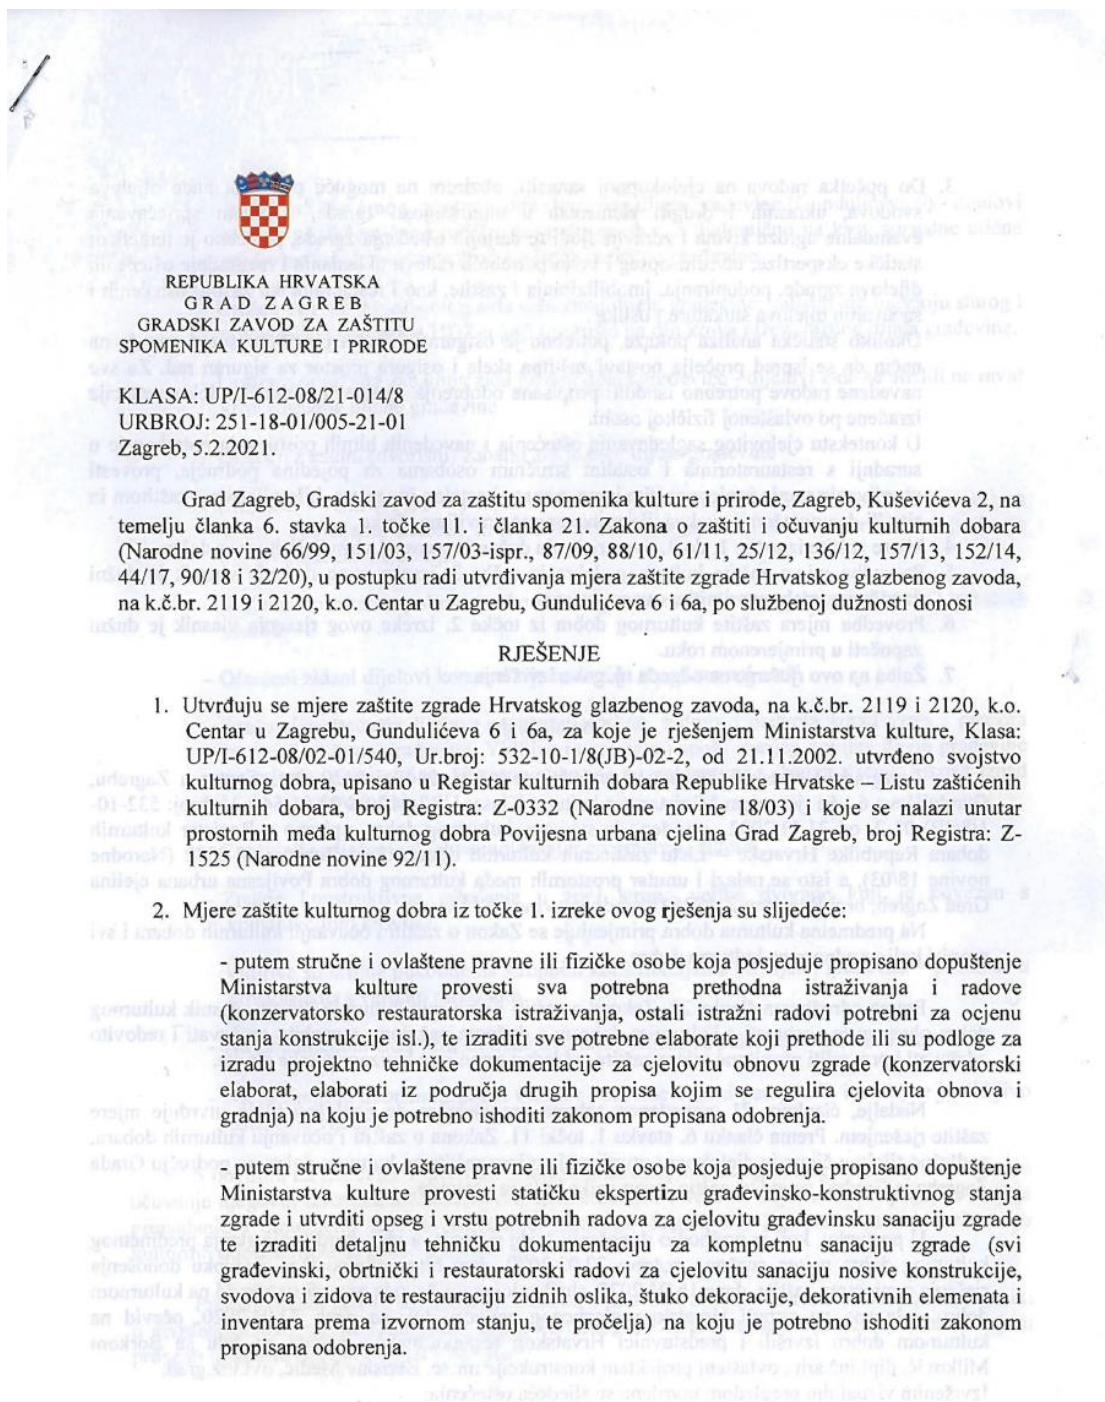 REPUBLIKA HRVATSKA
GRAD ZAGREB
GRADSKI ZAVOD ZA ZAŠTITU
SPOMENIKA KULTURE I PRIRODE
KLASA: UP/I-612-08/21-014/8
URBROJ: 251-18-01/005-21-01
Zagreb, 5.2.2021.
Grad Zagreb, Gradski zavod za zaštitu spomenika kulture i prirode, Zagreb, Kuševićeva 2, na
temelju članka 6. stavka 1. točke 11. i članka 21. Zakona o zaštiti i očuvanju kulturnih dobara
(Narodne novine 66/99, 151/03, 157/03-ispr., 87/09, 88/10, 61/11, 25/12, 136/12, 157/13, 152/14,
44/17, 90/18 i 32/20), u postupku radi utvrđivanja mjera zaštite zgrade Hrvatskog glazbenog zavoda,
na k.č.br. 2119 i 2120, k.o. Centar u Zagrebu, Gundulićeva 6 i 6a, po službenoj dužnosti donosi
RJEŠENJE
1. Utvrđuju se mjere zaštite zgrade Hrvatskog glazbenog zavoda, na k.č.br. 2119 i 2120, k.o.
Centar u Zagrebu, Gundulićeva 6 i 6a, za koje je rješenjem Ministarstva kulture, Klasa:
UP/I-612-08/02-01/540, Ur.broj: 532-10-1/8(JB)-02-2, od 21.11.2002. utvrđeno svojstvo
kulturnog dobra, upisano u Registar kulturnih dobara Republike Hrvatske – Listu zaštićenih
kulturnih dobara, broj Registra: Z-0332 (Narodne novine 18/03) i koje se nalazi unutar
prostornih međa kulturnog dobra Povijesna urbana cjelina Grad Zagreb, broj Registra: Z-
1525 (Narodne novine 92/11).
2. Mjere zaštite kulturnog dobra iz točke 1. izreke ovog rješenja su slijedeće:
- putem stručne i ovlaštene pravne ili fizičke osobe koja posjeduje propisano dopuštenje
Ministarstva kulture provesti sva potrebna prethodna istraživanja i radove
(konzervatorsko restauratorska istraživanja, ostali istražni radovi potrebni za ocjenu
stanja konstrukcije isl.), te izraditi sve potrebne elaborate koji prethode ili su podloge za
izradu projektno tehničke dokumentacije za cjelovitu obnovu zgrade (konzervatorski
elaborat, elaborati iz područja drugih propisa kojim se regulira cjelovita obnova i
gradnja) na koju je potrebno ishoditi zakonom propisana odobrenja.
- putem stručne i ovlaštene pravne ili fizičke osobe koja posjeduje propisano dopuštenje
Ministarstva kulture provesti statičku ekspertizu građevinsko-konstruktivnog stanja
zgrade i utvrditi opseg i vrstu potrebnih radova za cjelovitu građevinsku sanaciju zgrade
te izraditi detaljnu tehničku dokumentaciju za kompletnu sanaciju zgrade (svi
građevinski, obrtnički i restauratorski radovi za cjelovitu sanaciju nosive konstrukcije,
svodova i zidova te restauraciju zidnih oslika, štuko dekoracije, dekorativnih elemenata i
inventara prema izvornom stanju, te pročelja) na koju je potrebno ishoditi zakonom
propisana odobrenja.